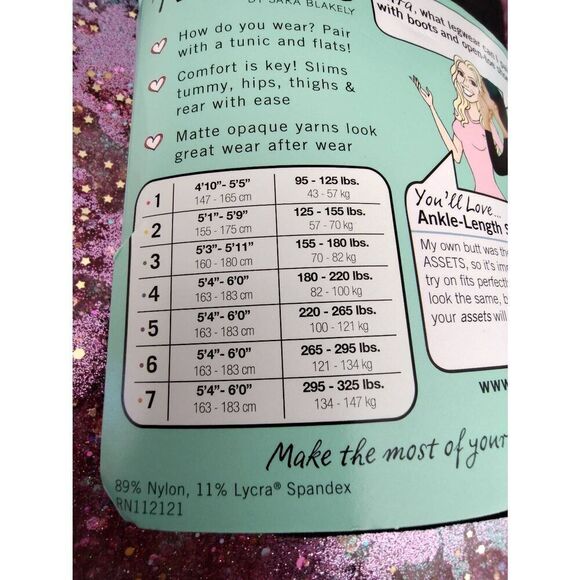 BY SARA BLAKELY
How do you wear? Pair
with a tunic and flats!
Comfort is key! Slims
tummy, hips, thighs &
rear with ease
Matte opaque yarns look
great wear after wear
what legwear can I
with boots and open-toe
1 4'10"- 5'5" 95 - 125 lbs.
147 - 165 cm 43 - 57 kg
2 5'1"- 5'9" 125 - 155 lbs.
155 - 175 cm 57 - 70 kg
3 5'3"- 5'11" 155 - 180 lbs.
160 - 180 cm 70 - 82 kg
4 5'4"- 6'0" 180 - 220 lbs.
163 - 183 cm 82 - 100 kg
5 5'4"- 6'0" 220 - 265 lbs.
163 - 183 cm 100 - 121 kg
6 5'4"- 6'0" 265 - 295 lbs.
163 - 183 cm 121 - 134 kg
7 5'4"- 6'0" 295 - 325 lbs.
163 - 183 cm 134 - 147 kg
You'll Love...
Ankle-Length S
My own butt was the
ASSETS, so it's im
try on fits perfect
look the same, b
your assets will
www.
Make the most of your
89% Nylon, 11% Lycra® Spandex
RN112121